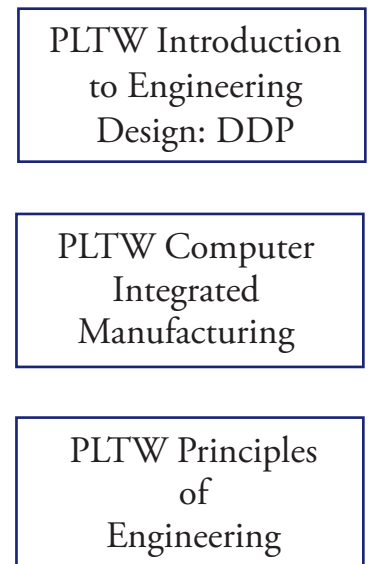 PLTW Introduction
to Engineering
Design: DDP
PLTW Computer
Integrated
Manufacturing
PLTW Principles
of
Engineering